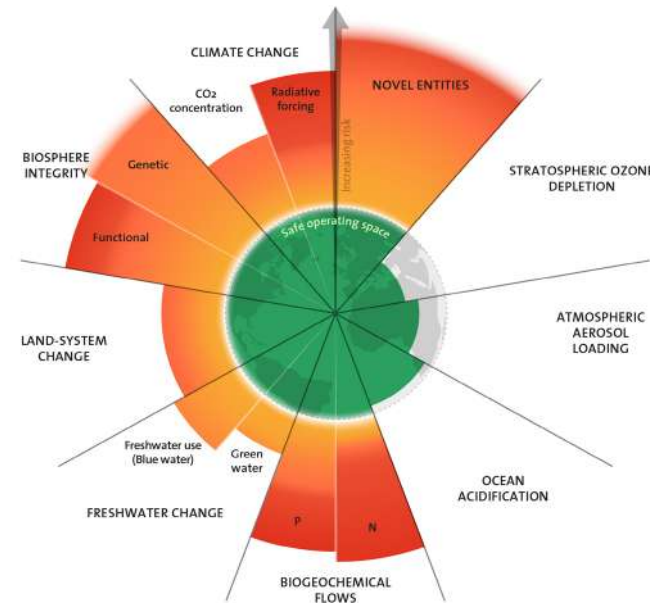 CLIMATE CHANGE
CO2
concentration
Radiative
forcing
Increasing risk
NOVEL ENTITIES
STRATOSPHERIC OZONE
DEPLETION
ATMOSPHERIC
AEROSOL
LOADING
OCEAN
ACIDIFICATION
BIOGEOCHEMICAL
FLOWS
P
N
FRESHWATER CHANGE
Freshwater use
(Blue water)
Green
water
LAND-SYSTEM
CHANGE
BIOSPHERE
INTEGRITY
Genetic
Functional
Safe operating space